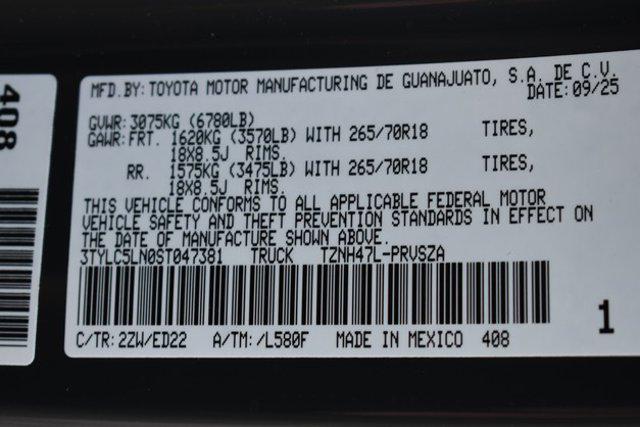 408
MFD.BY: TOYOTA MOTOR MANUFACTURING DE GUANAJUATO, S.A. DE C.V.
DATE: 09/25
GVWR: 3075KG (6780LB)
GAWR: FRT. 1620KG (3570LB) WITH 265/70R18 TIRES,
18X8.5J RIMS.
RR. 1575KG (3475LB) WITH 265/70R18 TIRES,
18X8.5J RIMS.
THIS VEHICLE CONFORMS TO ALL APPLICABLE FEDERAL MOTOR
VEHICLE SAFETY AND THEFT PREVENTION STANDARDS IN EFFECT ON
THE DATE OF MANUFACTURE SHOWN ABOVE.
3TYLC5LN0ST047381 TRUCK TZNH47L-PRVSZA
C/TR: 2ZW/ED22 A/TM: /L580F MADE IN MEXICO 408
1